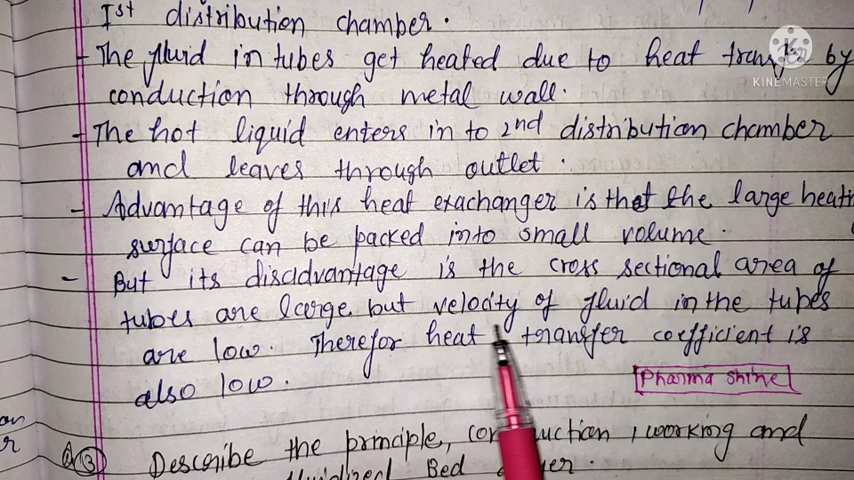 Ist distribution chamber.
- The fluid in tubes get heated due to heat by
conduction through metal wall.
- The hot liquid enters in to 2nd distribution chamber
and leaves through outlet.
- Advantage of this heat exachanger is that the large
surface can be packed into small volume.
- But its disadvantage is the cross sectional area of
tubes are large but velocity of fluid in the tubes
are low. Therefor heat transfer coefficient is
also low.
Pharma Shine
Q 3 Describe the principle, working and
Bed
KINEMASTER